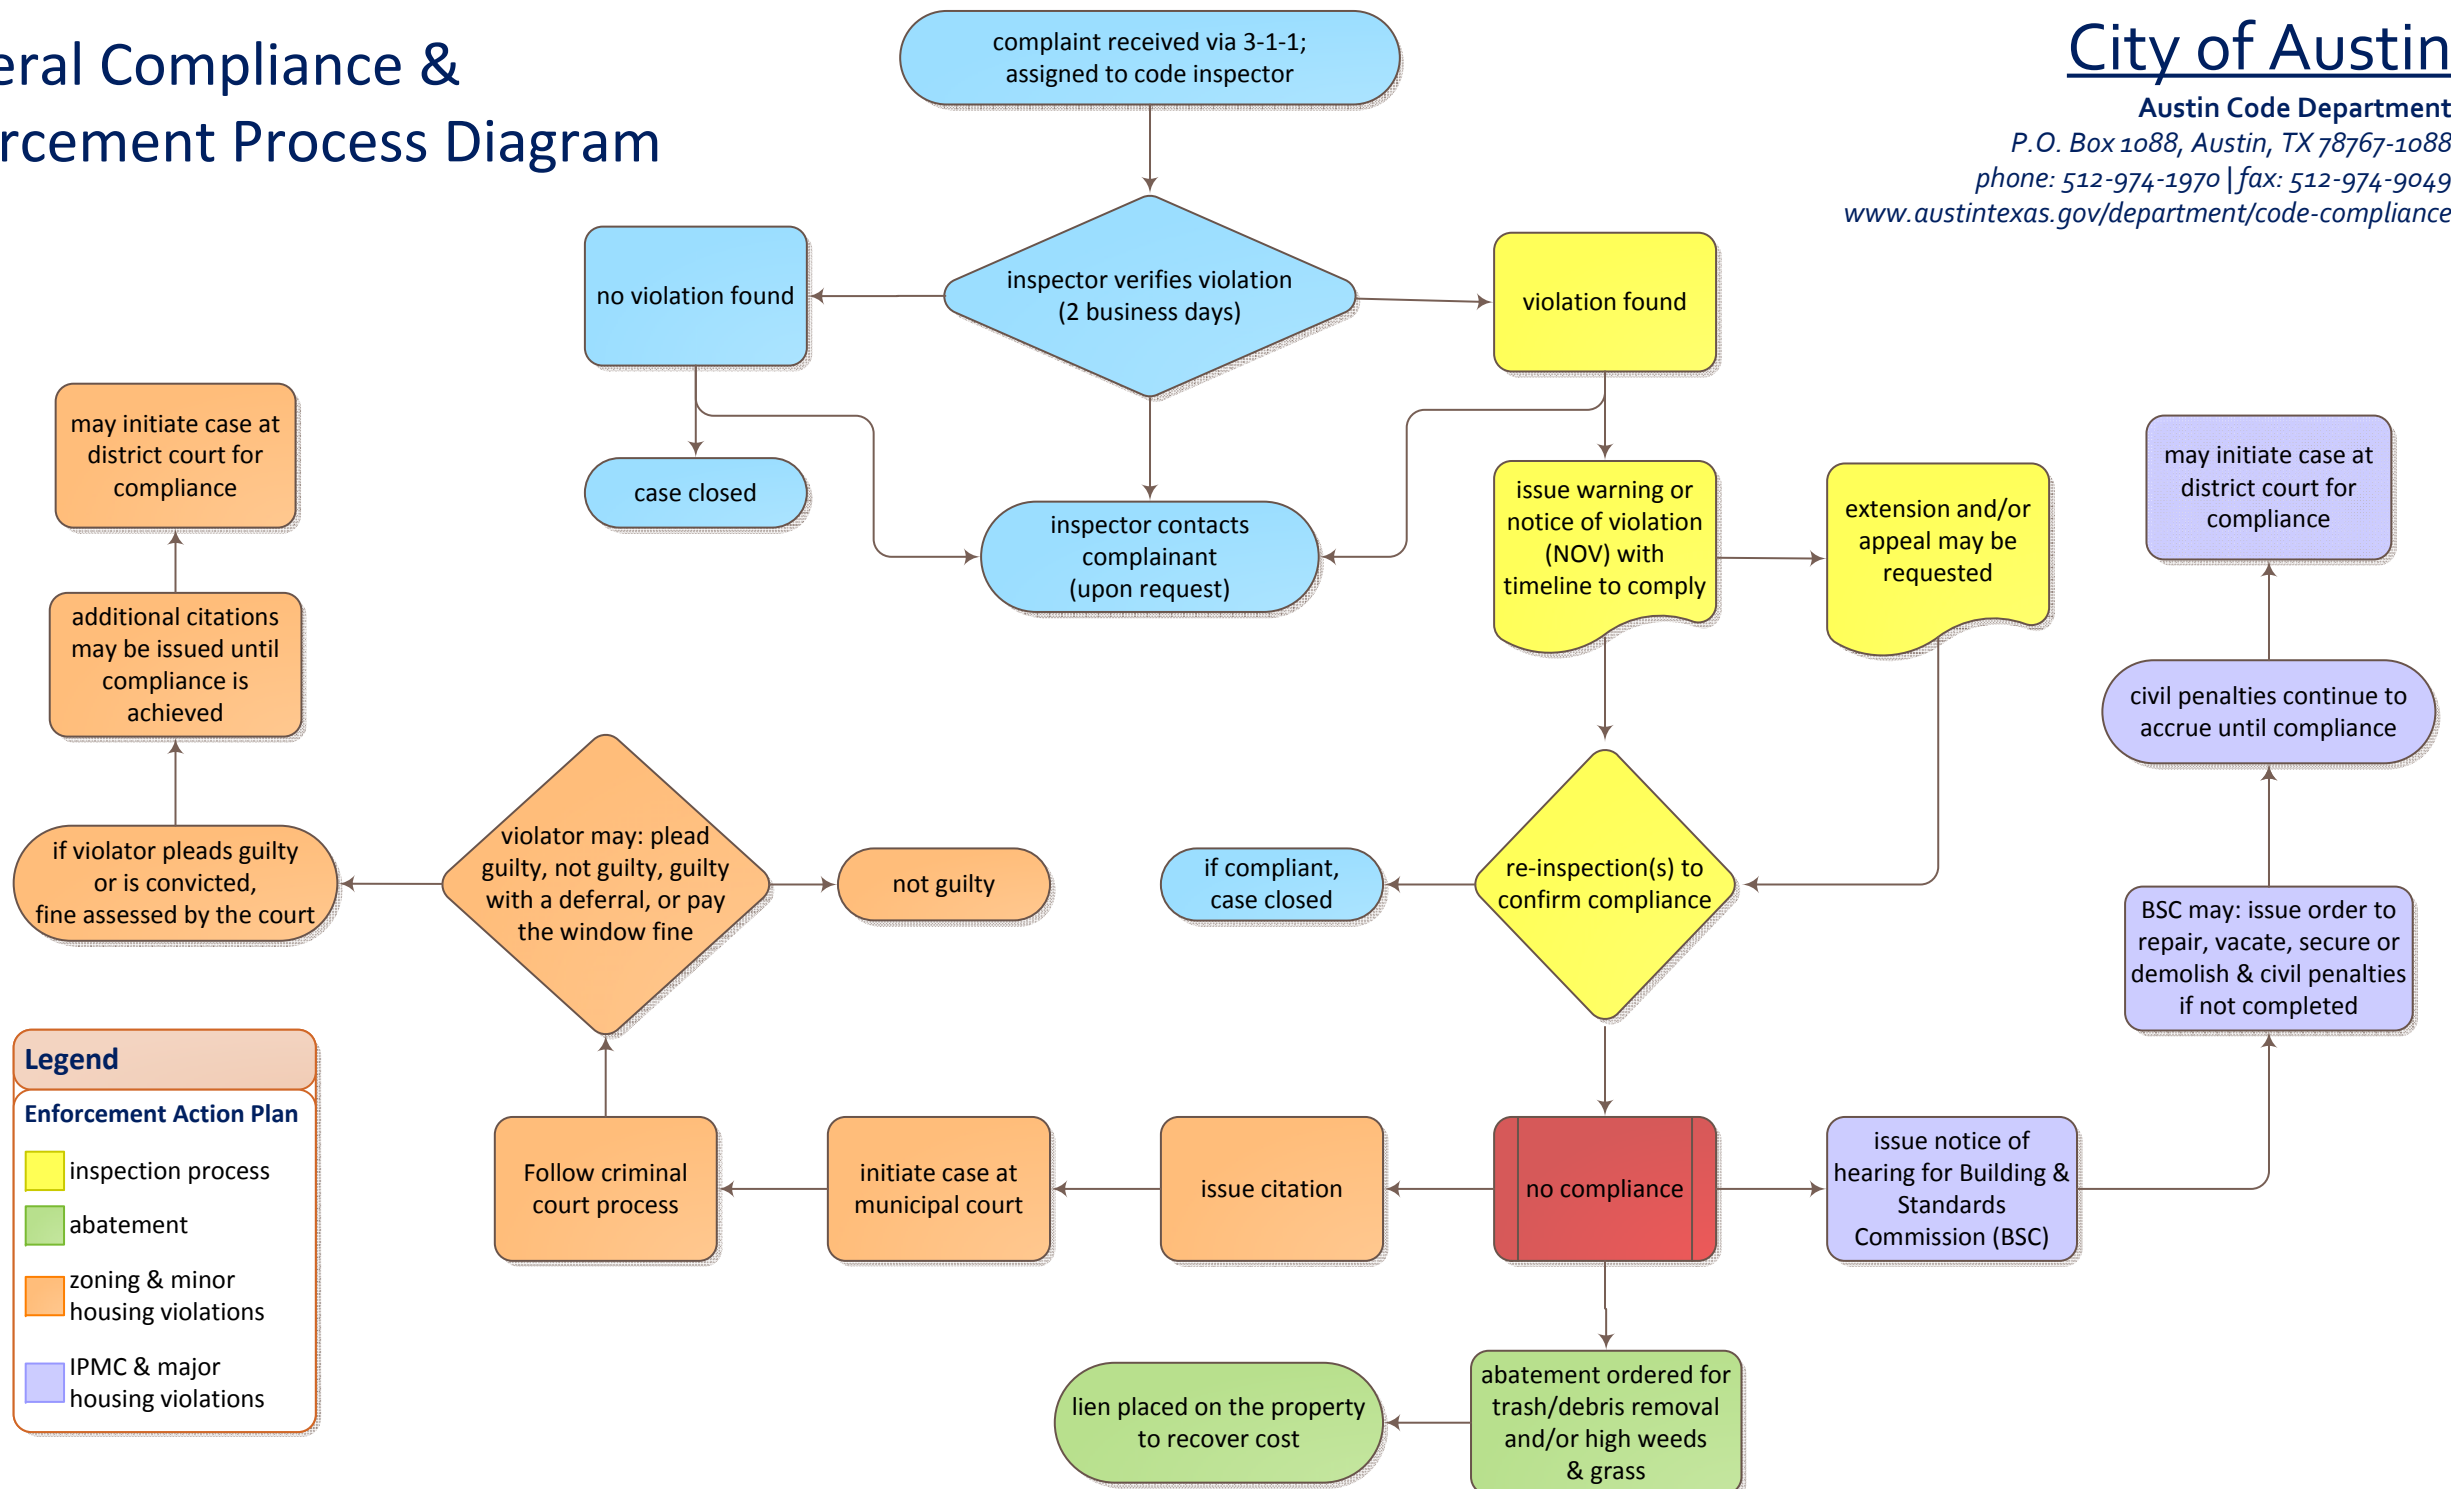 eral Compliance &
rcement Process Diagram
City of Austin
Austin Code Department
P.O. Box 1088, Austin, TX 78767-1088
phone: 512-974-1970 | fax: 512-974-9049
www.austintexas.gov/department/code-compliance
complaint received via 3-1-1;
assigned to code inspector
no violation found
inspector verifies violation
(2 business days)
violation found
case closed
inspector contacts
complainant
(upon request)
issue warning or
notice of violation
(NOV) with
timeline to comply
extension and/or
appeal may be
requested
may initiate case at
district court for
compliance
may initiate case at
district court for
compliance
additional citations
may be issued until
compliance is
achieved
civil penalties continue to
accrue until compliance
if violator pleads guilty
or is convicted,
fine assessed by the court
violator may: plead
guilty, not guilty, guilty
with a deferral, or pay
the window fine
not guilty
if compliant,
case closed
re-inspection(s) to
confirm compliance
BSC may: issue order to
repair, vacate, secure or
demolish & civil penalties
if not completed
Follow criminal
court process
initiate case at
municipal court
issue citation
no compliance
issue notice of
hearing for Building &
Standards
Commission (BSC)
lien placed on the property
to recover cost
abatement ordered for
trash/debris removal
and/or high weeds
& grass
Legend
Enforcement Action Plan
inspection process
abatement
zoning & minor
housing violations
IPMC & major
housing violations